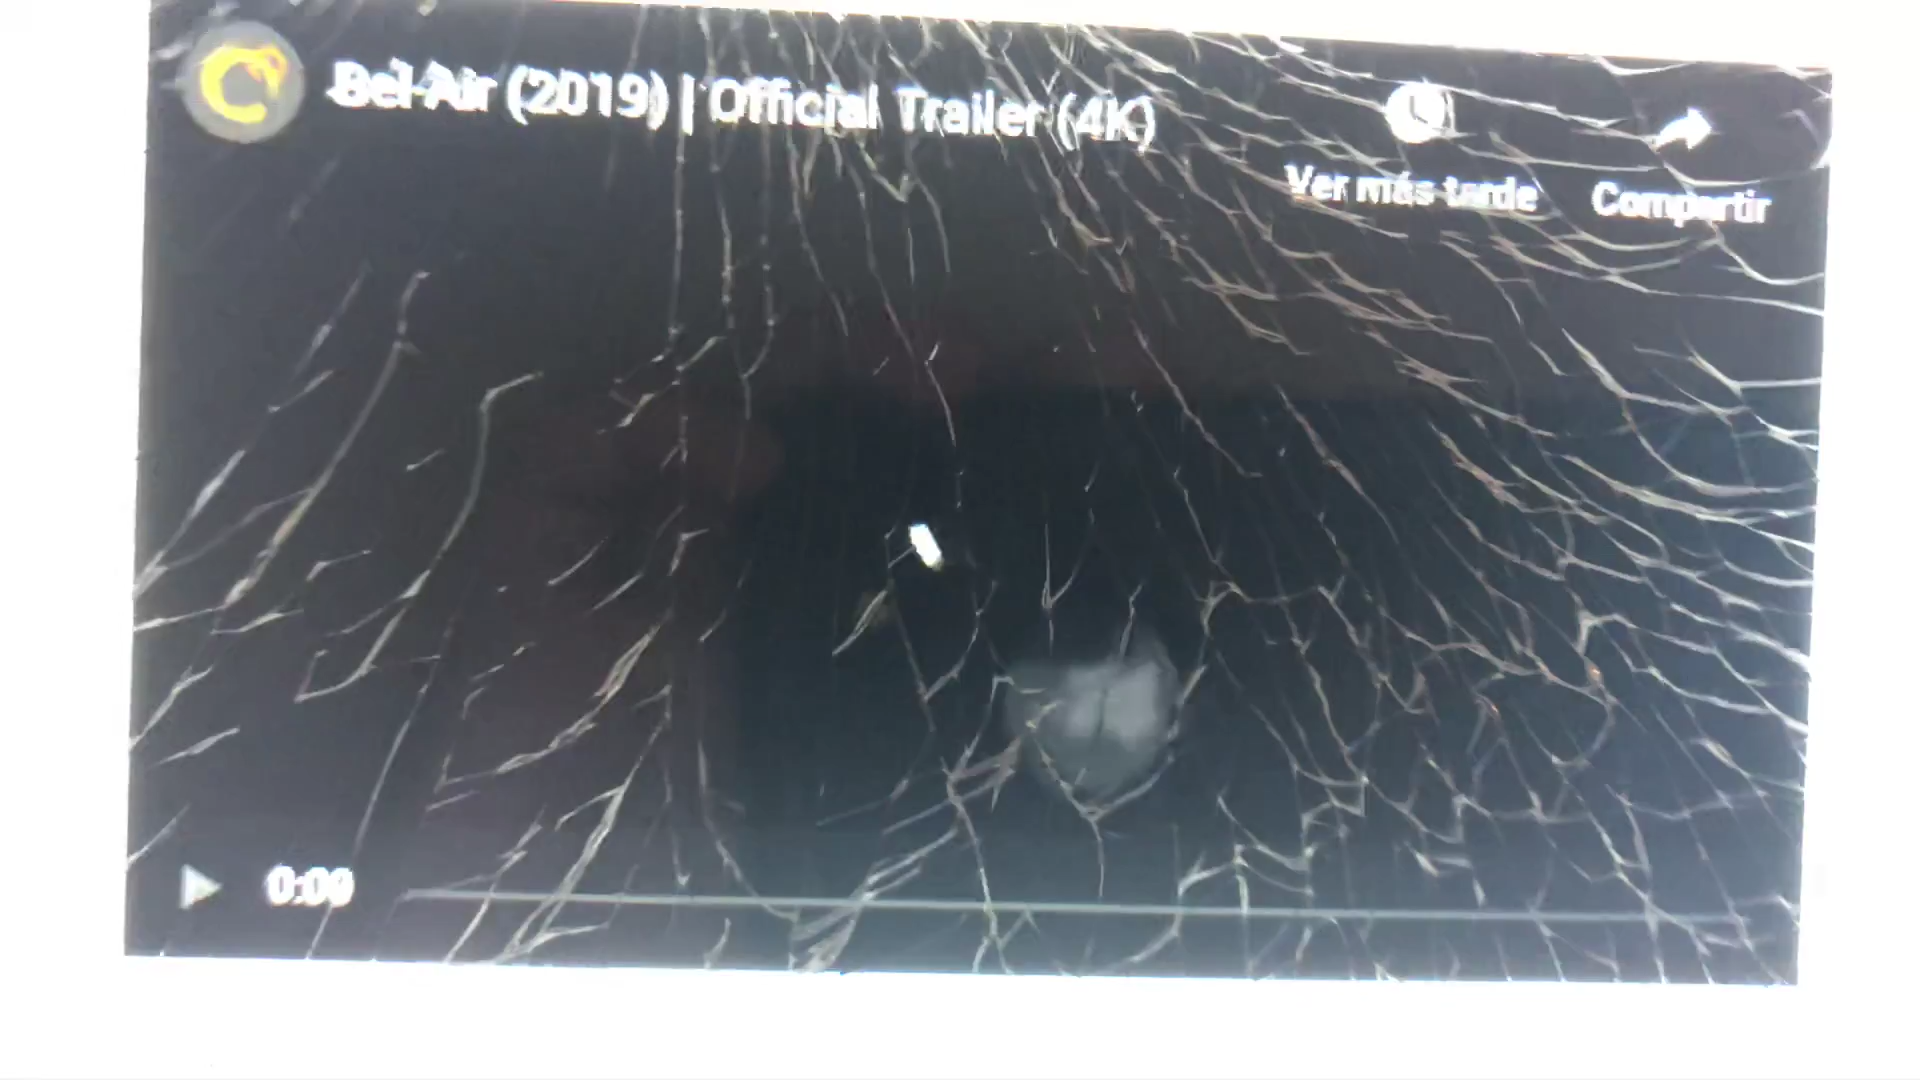 Bel-Air (2019) | Official Trailer (4K)
Ver más tarde
Compartir
0:00